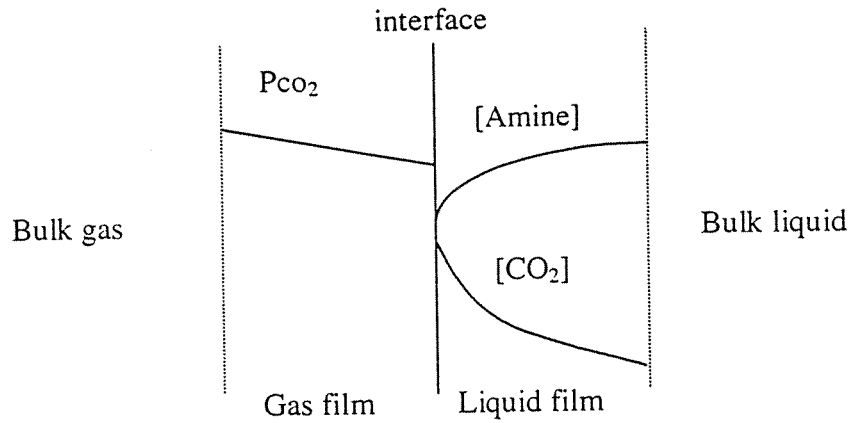 interface
Pco₂
[Amine]
Bulk gas
Bulk liquid
[CO₂]
Gas film
Liquid film